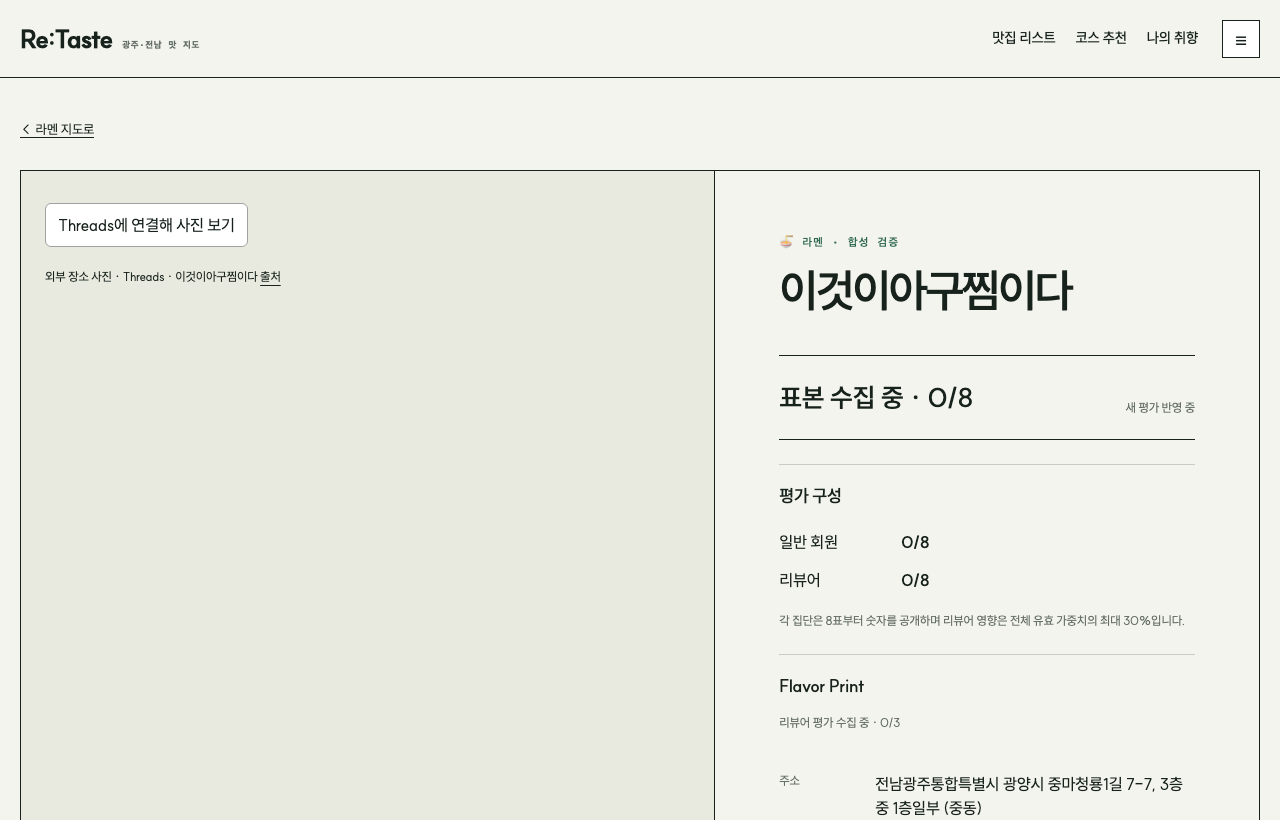 Re:Taste 광주·전남 맛 지도
맛집 리스트
코스 추천
나의 취향
라멘 지도로
Threads에 연결해 사진 보기
외부 장소 사진 · Threads · 이것이아구찜이다 출처
라멘 · 합성 검증
이것이아구찜이다
표본 수집 중 · 0/8
새 평가 반영 중
평가 구성
일반 회원 0/8
리뷰어 0/8
각 집단은 8표부터 숫자를 공개하며 리뷰어 영향은 전체 유효 가중치의 최대 30%입니다.
Flavor Print
리뷰어 평가 수집 중 · 0/3
주소 전남광주통합특별시 광양시 중마청룡1길 7-7, 3층
중 1층일부 (중동)